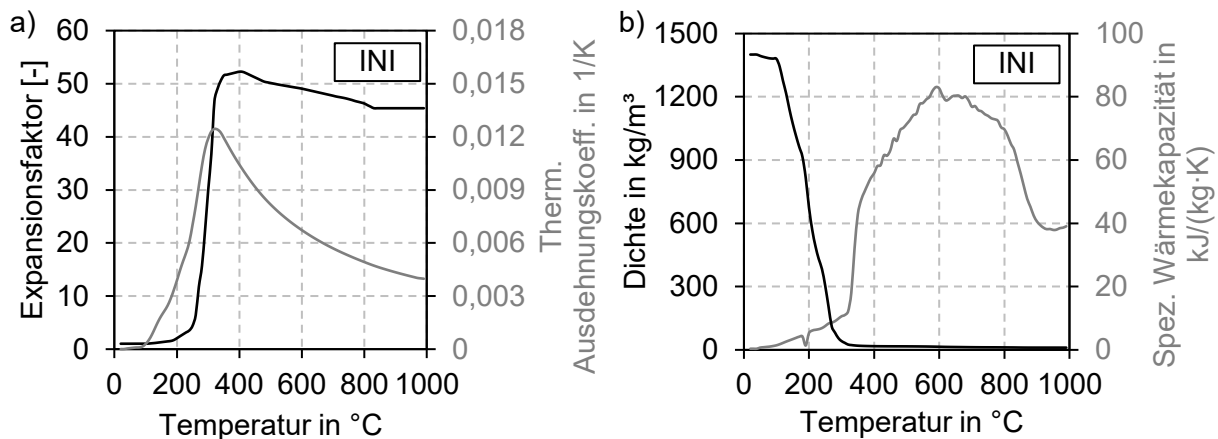 a)
Expansionsfaktor [-]
60
50
40
30
20
10
0
INI
0,018
0,015
0,012
0,009
0,006
0,003
0
Therm.
Ausdehnungskoeff. in 1/K
0 200 400 600 800 1000
Temperatur in °C
b)
Dichte in kg/m³
1500
1200
900
600
300
0
INI
100
80
60
40
20
0
Spez. Wärmekapazität in
kJ/(kg·K)
0 200 400 600 800 1000
Temperatur in °C